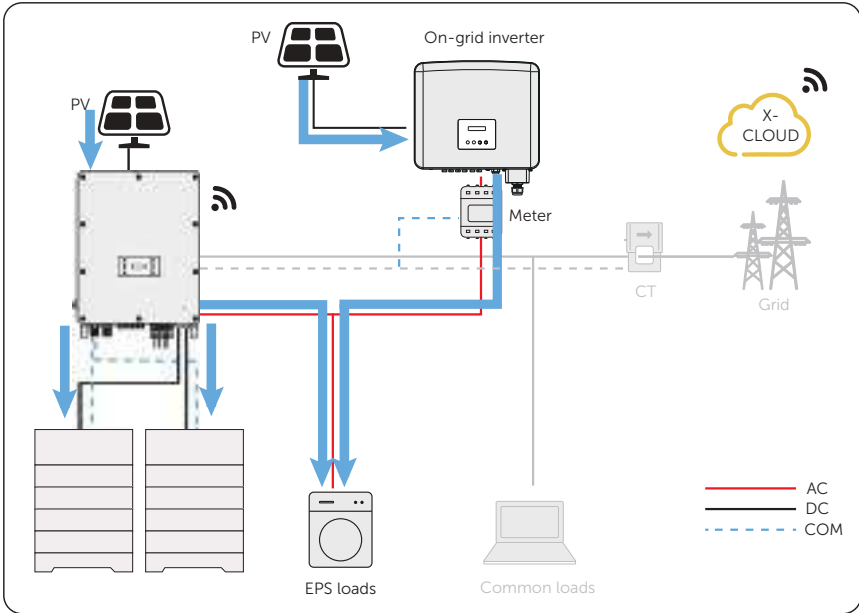 PV
On-grid inverter
PV
X-
CLOUD
Meter
CT
Grid
AC
DC
COM
EPS loads
Common loads